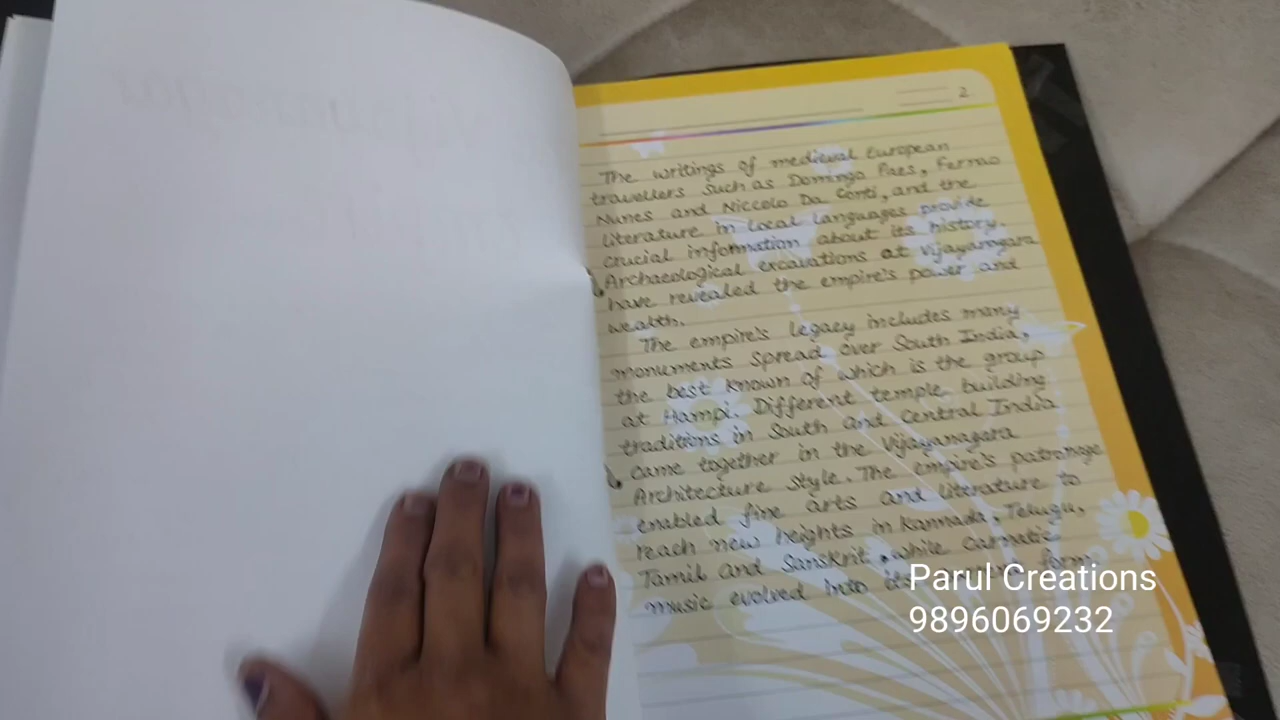 2
The writings of medieval European
travellers such as Domingo Paes, Fernao
Nunes and Niccolo Da Conti, and the
literature in local languages provide
crucial information about its history.
Archaeological excavations at Vijayanagara
have revealed the empire's power and
wealth.
The empire's legacy includes many
monuments spread over South India,
the best known of which is the group
at Hampi. Different temple building
traditions in South and Central India
came together in the Vijayanagara
Architecture style. The empire's patronage
enabled fine arts and literature to
reach new heights in Kannada, Telugu,
Tamil and Sanskrit, while Carnatic
music evolved into its form
Parul Creations
9896069232